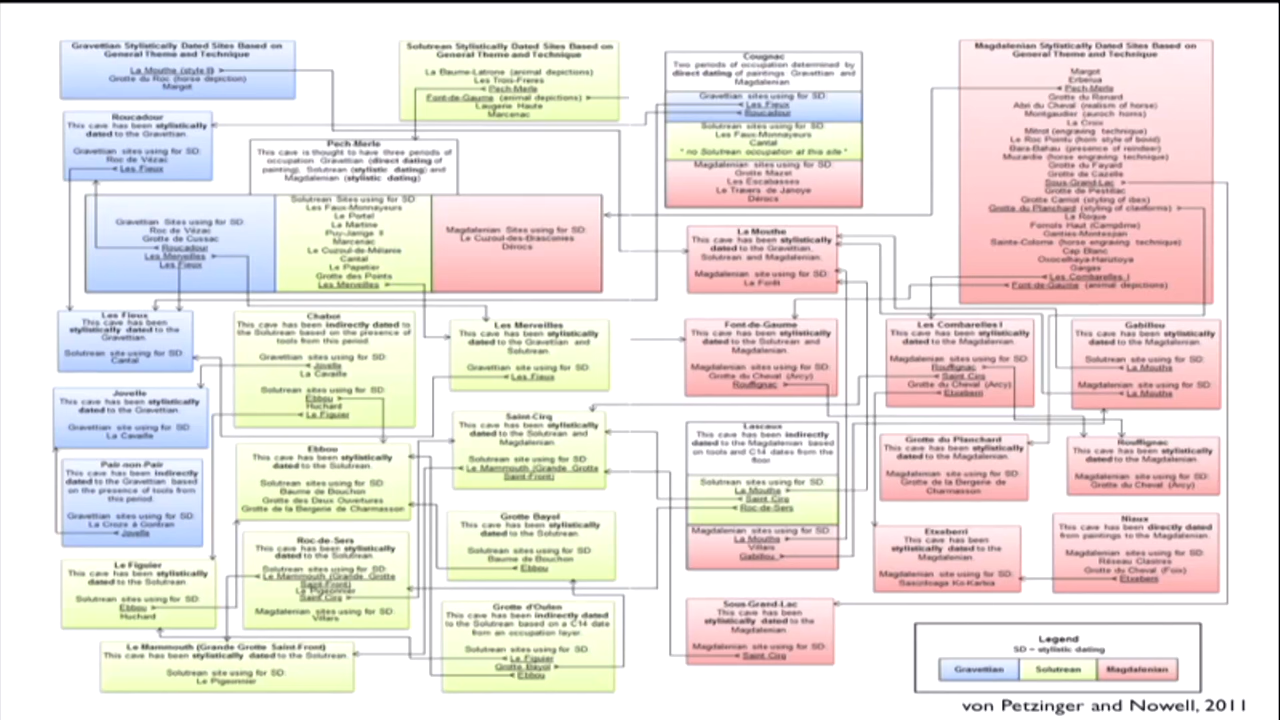 Gravettian Stylistically Dated Sites Based on
General Theme and Technique
La Mouthe (style II)
Grotte du Roc (horse depiction)
Margot
Solutrean Stylistically Dated Sites Based on
General Theme and Technique
La Baume-Latrone (animal depictions)
Les Trois-Freres
Pech-Merle
Font-de-Gaume (animal depictions)
Laugerie Haute
Marcenac
Cougnac
Two periods of occupation determined by
direct dating of paintings Gravettian and
Magdalenian
Gravettian sites using for SD:
Les Fieux
Roucadour
Solutrean sites using for SD:
Les Faux-Monnayeurs
Cantal
* no Solutrean occupation at this site *
Magdalenian sites using for SD:
Grotte Mazet
Les Escabasses
Le Travers de Janoye
Dérocs
Magdalenian Stylistically Dated Sites Based on
General Theme and Technique
Margot
Erberua
Pech-Merle
Grotte du Renard
Abri du Cheval (realism of horse)
Montgaudier (auroch horns)
La Croix
Mitrot (engraving technique)
Le Roc Pointu (horn style of bovid)
Bara-Bahau (presence of reindeer)
Muzardie (horse engraving technique)
Grotte du Fayard
Grotte de Cazelle
Sous-Grand-Lac
Grotte de Pestillac
Grotte Carriot (styling of ibex)
Grotte du Planchard (styling of claviforms)
La Roque
Fornols Haut (Campôme)
Ganties-Montespan
Sainte-Colome (horse engraving technique)
Cap Blanc
Oxocelhaya-Hariztoya
Gargas
Les Combarelles I
Font-de-Gaume (animal depictions)
Roucadour
This cave has been stylistically
dated to the Gravettian.
Gravettian sites using for SD:
Roc de Vézac
Les Fieux
Pech-Merle
This cave is thought to have three periods of
occupation Gravettian (direct dating of
painting), Solutrean (stylistic dating) and
Magdalenian (stylistic dating)
Gravettian Sites using for SD:
Roc de Vézac
Grotte de Cussac
Roucadour
Les Merveilles
Les Fieux
Solutrean Sites using for SD:
Les Faux-Monnayeurs
Le Portel
La Martine
Puy-Jarrige II
Marcenac
Le Cuzoul-de-Mélanie
Cantal
Le Papetier
Grotte des Points
Les Merveilles
Magdalenian Sites using for SD:
Le Cuzoul-des-Brasconies
Dérocs
La Mouthe
This cave has been stylistically
dated to the Gravettian,
Solutrean and Magdalenian.
Magdalenian site using for SD:
La Forêt
Les Fieux
This cave has been
stylistically dated to the
Gravettian.
Solutrean site using for SD:
Cantal
Chabot
This cave has been indirectly dated to
the Solutrean based on the presence of
tools from this period.
Gravettian sites using for SD:
Jovelle
La Cavaille
Solutrean sites using for SD:
Ebbou
Huchard
Le Figuier
Les Merveilles
This cave has been stylistically
dated to the Gravettian and
Solutrean.
Gravettian site using for SD:
Les Fieux
Font-de-Gaume
This cave has been stylistically
dated to the Solutrean and
Magdalenian.
Magdalenian sites using for SD:
Grotte du Cheval (Arcy)
Rouffignac
Les Combarelles I
This cave has been stylistically
dated to the Magdalenian.
Magdalenian sites using for SD:
Rouffignac
Saint-Cirq
Grotte du Cheval (Arcy)
Etxeberri
Gabillou
This cave has been stylistically
dated to the Magdalenian.
Solutrean site using for SD:
La Mouthe
Magdalenian site using for SD:
La Mouthe
Jovelle
This cave has been stylistically
dated to the Gravettian.
Gravettian site using for SD:
La Cavaille
Saint-Cirq
This cave has been stylistically
dated to the Solutrean and
Magdalenian.
Solutrean site using for SD:
Le Mammouth (Grande Grotte
Saint-Front)
Lascaux
This cave has been indirectly
dated to the Magdalenian based
on tools and C14 dates from the
floor
Solutrean sites using for SD:
La Mouthe
Saint Cirq
Roc-de-Sers
Magdalenian sites using for SD:
La Mouthe
Villars
Gabillou
Grotte du Planchard
This cave has been stylistically
dated to the Magdalenian.
Magdalenian site using for SD:
Grotte de la Bergerie de
Charmasson
Rouffignac
This cave has been stylistically
dated to the Magdalenian.
Magdalenian site using for SD:
Grotte du Cheval (Arcy)
Pair-non-Pair
This cave has been indirectly
dated to the Gravettian based
on the presence of tools from
this period.
Gravettian sites using for SD:
La Croze à Gontran
Jovelle
Ebbou
This cave has been stylistically
dated to the Solutrean.
Solutrean sites using for SD:
Baume de Bouchon
Grotte des Deux Ouvertures
Grotte de la Bergerie de Charmasson
Grotte Bayol
This cave has been stylistically
dated to the Solutrean.
Solutrean sites using for SD
Baume de Bouchon
Ebbou
Etxeberri
This cave has been
stylistically dated to the
Magdalenian.
Magdalenian site using for SD:
Sasiziloaga Ko-Karbia
Niaux
This cave has been directly dated
from paintings to the Magdalenian.
Magdalenian sites using for SD:
Réseau Clastres
Grotte du Cheval (Foix)
Etxeberri
Roc-de-Sers
This cave has been stylistically
dated to the Solutrean.
Solutrean sites using for SD:
Le Mammouth (Grande Grotte
Saint-Front)
Le Pigeonnier
Saint Cirq
Magdalenian sites using for SD:
Villars
Le Figuier
This cave has been stylistically
dated to the Solutrean.
Solutrean sites using for SD:
Ebbou
Huchard
Grotte d'Oulen
This cave has been indirectly dated
to the Solutrean based on a C14 date
from an occupation layer.
Solutrean sites using for SD:
Le Figuier
Grotte Bayol
Ebbou
Sous-Grand-Lac
This cave has been
stylistically dated to the
Magdalenian.
Magdalenian site using for SD:
Saint-Cirq
Le Mammouth (Grande Grotte Saint-Front)
This cave has been stylistically dated to the Solutrean.
Solutrean site using for SD:
Le Pigeonnier
Legend
SD = stylistic dating
Gravettian
Solutrean
Magdalenian
von Petzinger and Nowell, 2011